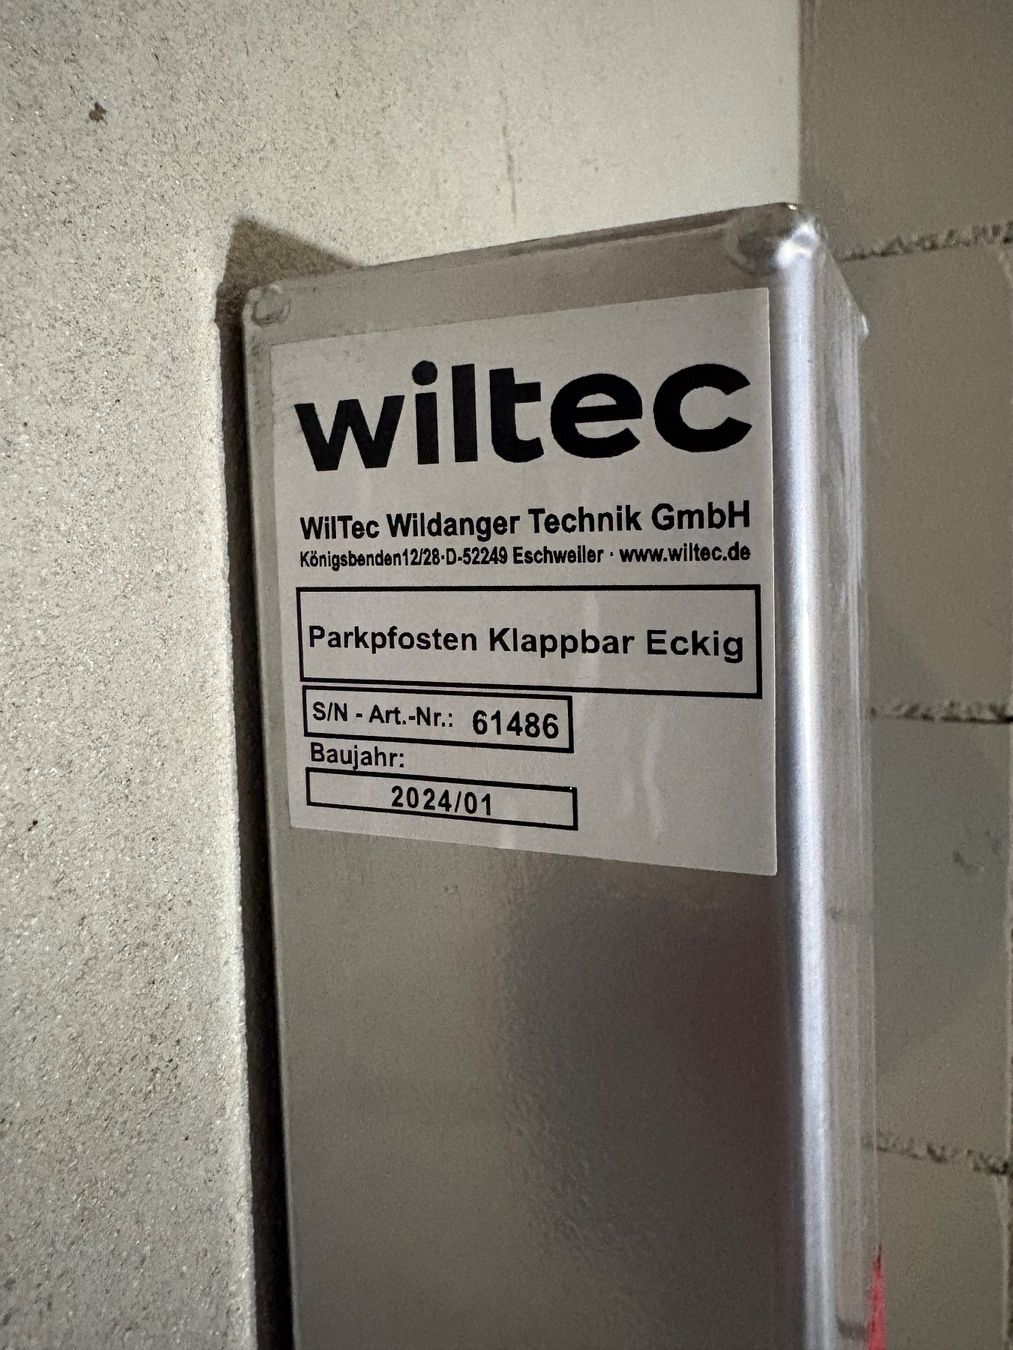 wiltec
WilTec Wildanger Technik GmbH
Königsbenden12/28·D-52249 Eschweiler · www.wiltec.de
Parkpfosten Klappbar Eckig
S/N - Art.-Nr.: 61486
Baujahr:
2024/01